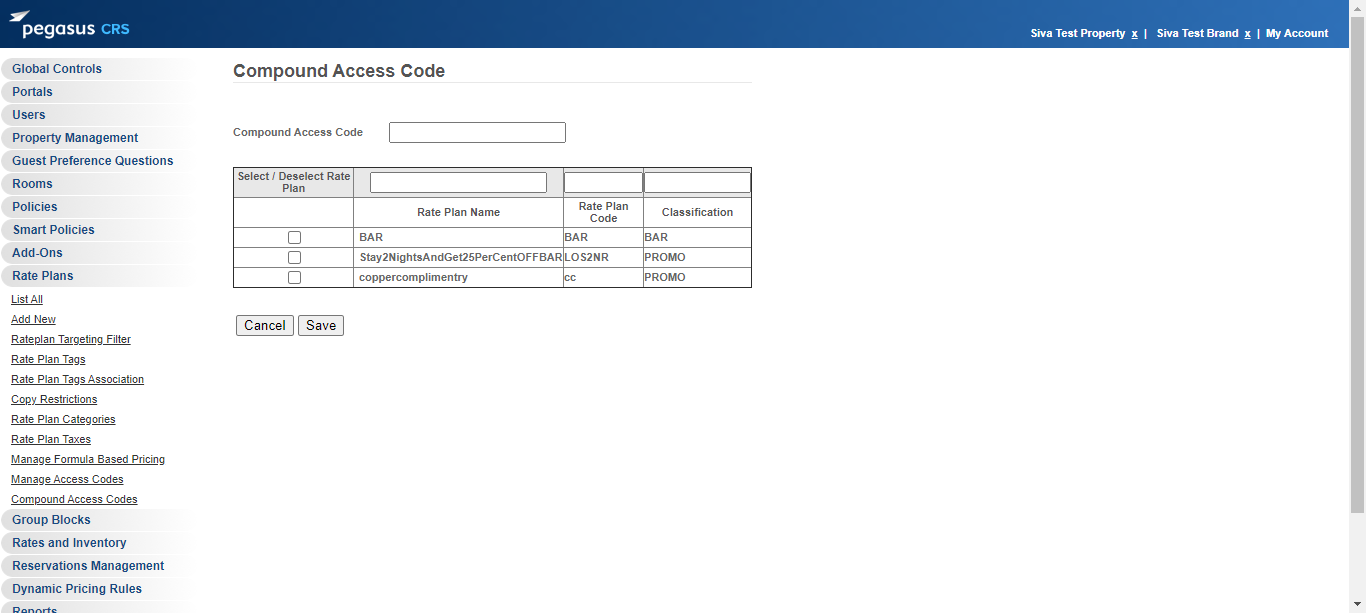 pegasus CRS
Siva Test Property x | Siva Test Brand x | My Account
Global Controls
Portals
Users
Property Management
Guest Preference Questions
Rooms
Policies
Smart Policies
Add-Ons
Rate Plans
List All
Add New
Rateplan Targeting Filter
Rate Plan Tags
Rate Plan Tags Association
Copy Restrictions
Rate Plan Categories
Rate Plan Taxes
Manage Formula Based Pricing
Manage Access Codes
Compound Access Codes
Group Blocks
Rates and Inventory
Reservations Management
Dynamic Pricing Rules
Reports
Compound Access Code
Compound Access Code
Select / Deselect Rate
Plan
Rate Plan Name
Rate Plan
Code
Classification
BAR BAR BAR
Stay2NightsAndGet25PerCentOFFBAR LOS2NR PROMO
coppercomplimentry cc PROMO
Cancel Save